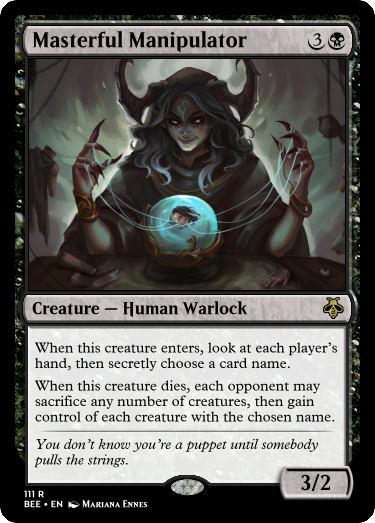 Masterful Manipulator 3
Creature — Human Warlock
When this creature enters, look at each player's
hand, then secretly choose a card name.
When this creature dies, each opponent may
sacrifice any number of creatures, then gain
control of each creature with the chosen name.
You don't know you're a puppet until somebody
pulls the strings.
3/2
111 R
BEE • EN Mariana Ennes